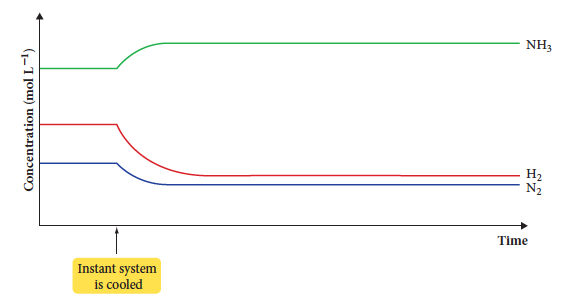 Concentration (mol L⁻¹)
NH₃
H₂
N₂
Time
Instant system
is cooled